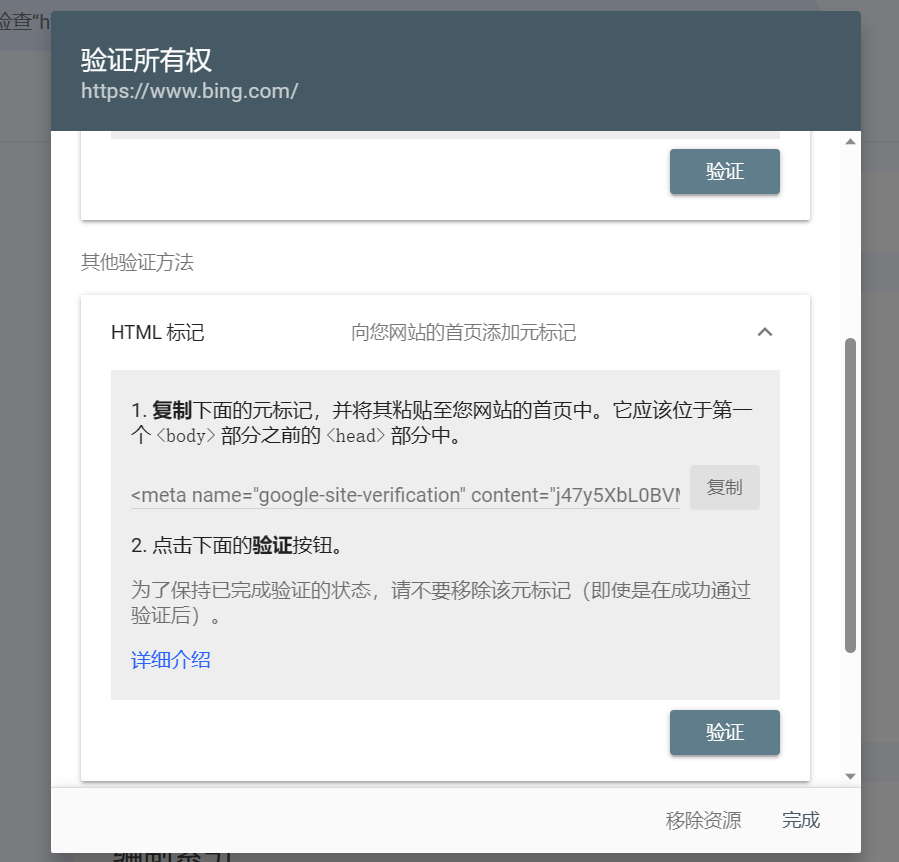 检查“h
验证所有权
https://www.bing.com/
验证
其他验证方法
HTML 标记
向您网站的首页添加元标记
1. 复制下面的元标记，并将其粘贴至您网站的首页中。它应该位于第一
个 <body> 部分之前的 <head> 部分中。
<meta name="google-site-verification" content="j47y5XbL0BVM
复制
2. 点击下面的验证按钮。
为了保持已完成验证的状态，请不要移除该元标记（即使是在成功通过
验证后）。
详细介绍
验证
移除资源
完成